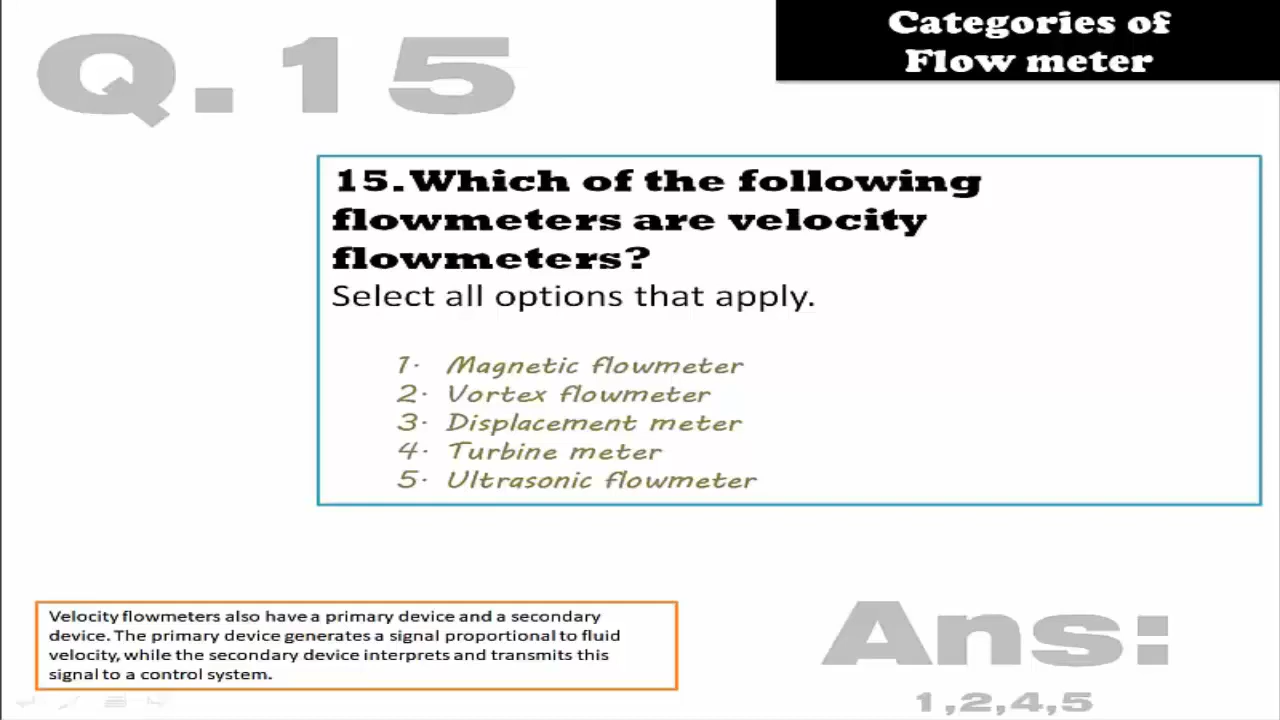 Q.15
Categories of
Flow meter
15.Which of the following
flowmeters are velocity
flowmeters?
Select all options that apply.
1. Magnetic flowmeter
2. Vortex flowmeter
3. Displacement meter
4. Turbine meter
5. Ultrasonic flowmeter
Velocity flowmeters also have a primary device and a secondary
device. The primary device generates a signal proportional to fluid
velocity, while the secondary device interprets and transmits this
signal to a control system.
Ans:
1,2,4,5